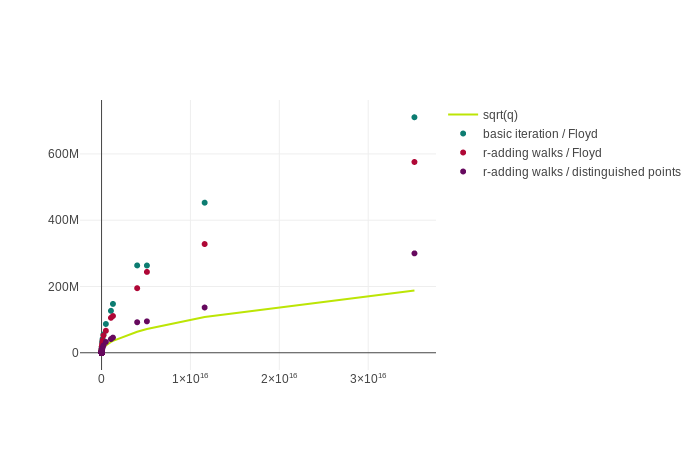 sqrt(q)
basic iteration / Floyd
r-adding walks / Floyd
r-adding walks / distinguished points
600M
400M
200M
0
0
1×10¹⁶
2×10¹⁶
3×10¹⁶